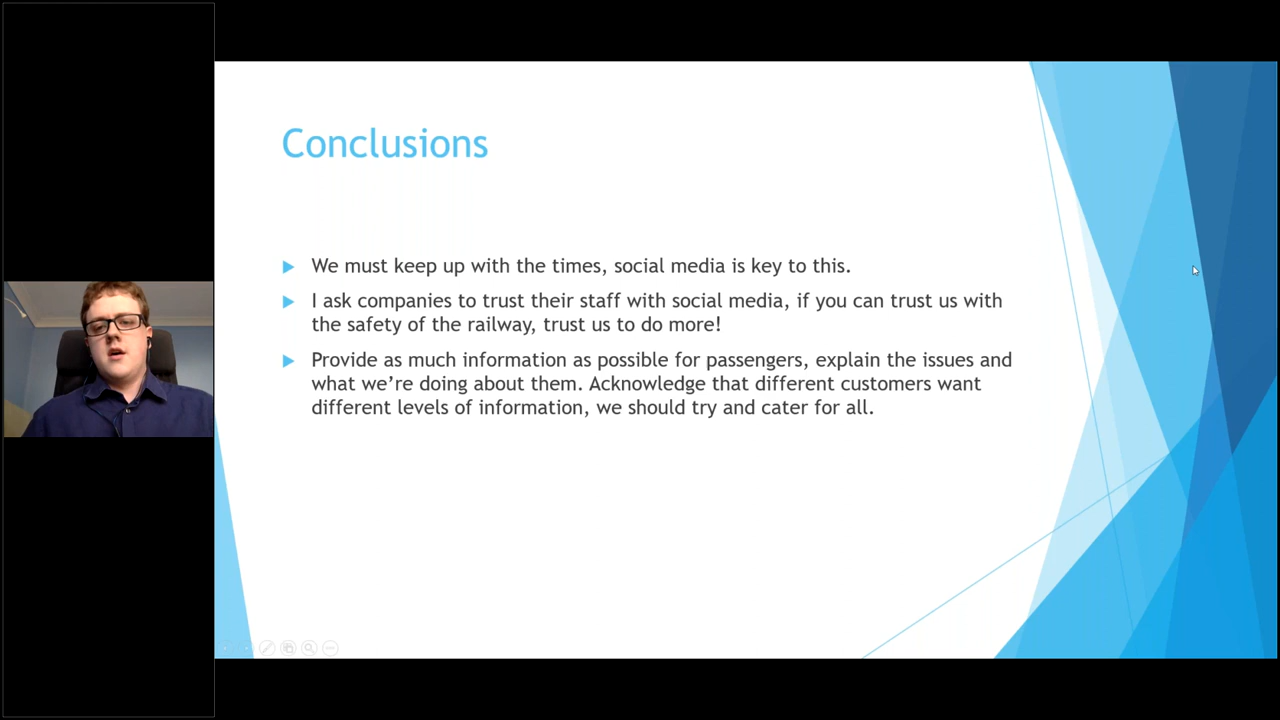 Conclusions
We must keep up with the times, social media is key to this.
I ask companies to trust their staff with social media, if you can trust us with
the safety of the railway, trust us to do more!
Provide as much information as possible for passengers, explain the issues and
what we’re doing about them. Acknowledge that different customers want
different levels of information, we should try and cater for all.